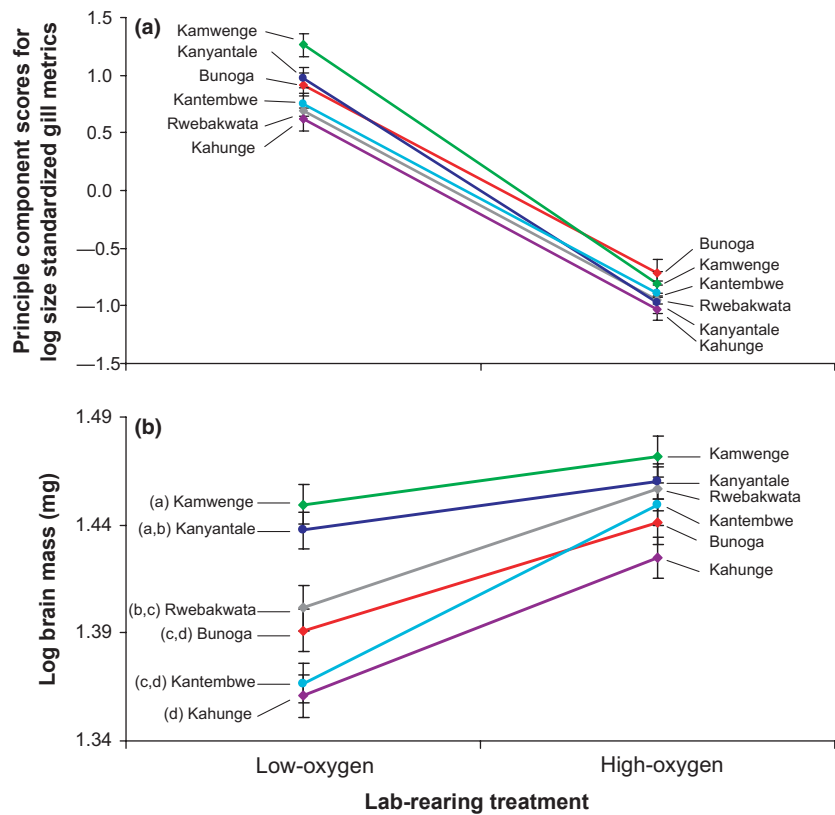 (a)
Principle component scores for
log size standardized gill metrics
1.5
1.0
0.5
0.0
—0.5
—1.0
—1.5
Kamwenge
Kanyantale
Bunoga
Kantembwe
Rwebakwata
Kahunge
Bunoga
Kamwenge
Kantembwe
Rwebakwata
Kanyantale
Kahunge
(b)
Log brain mass (mg)
1.49
1.44
1.39
1.34
(a) Kamwenge
(a,b) Kanyantale
(b,c) Rwebakwata
(c,d) Bunoga
(c,d) Kantembwe
(d) Kahunge
Kamwenge
Kanyantale
Rwebakwata
Kantembwe
Bunoga
Kahunge
Low-oxygen
High-oxygen
Lab-rearing treatment